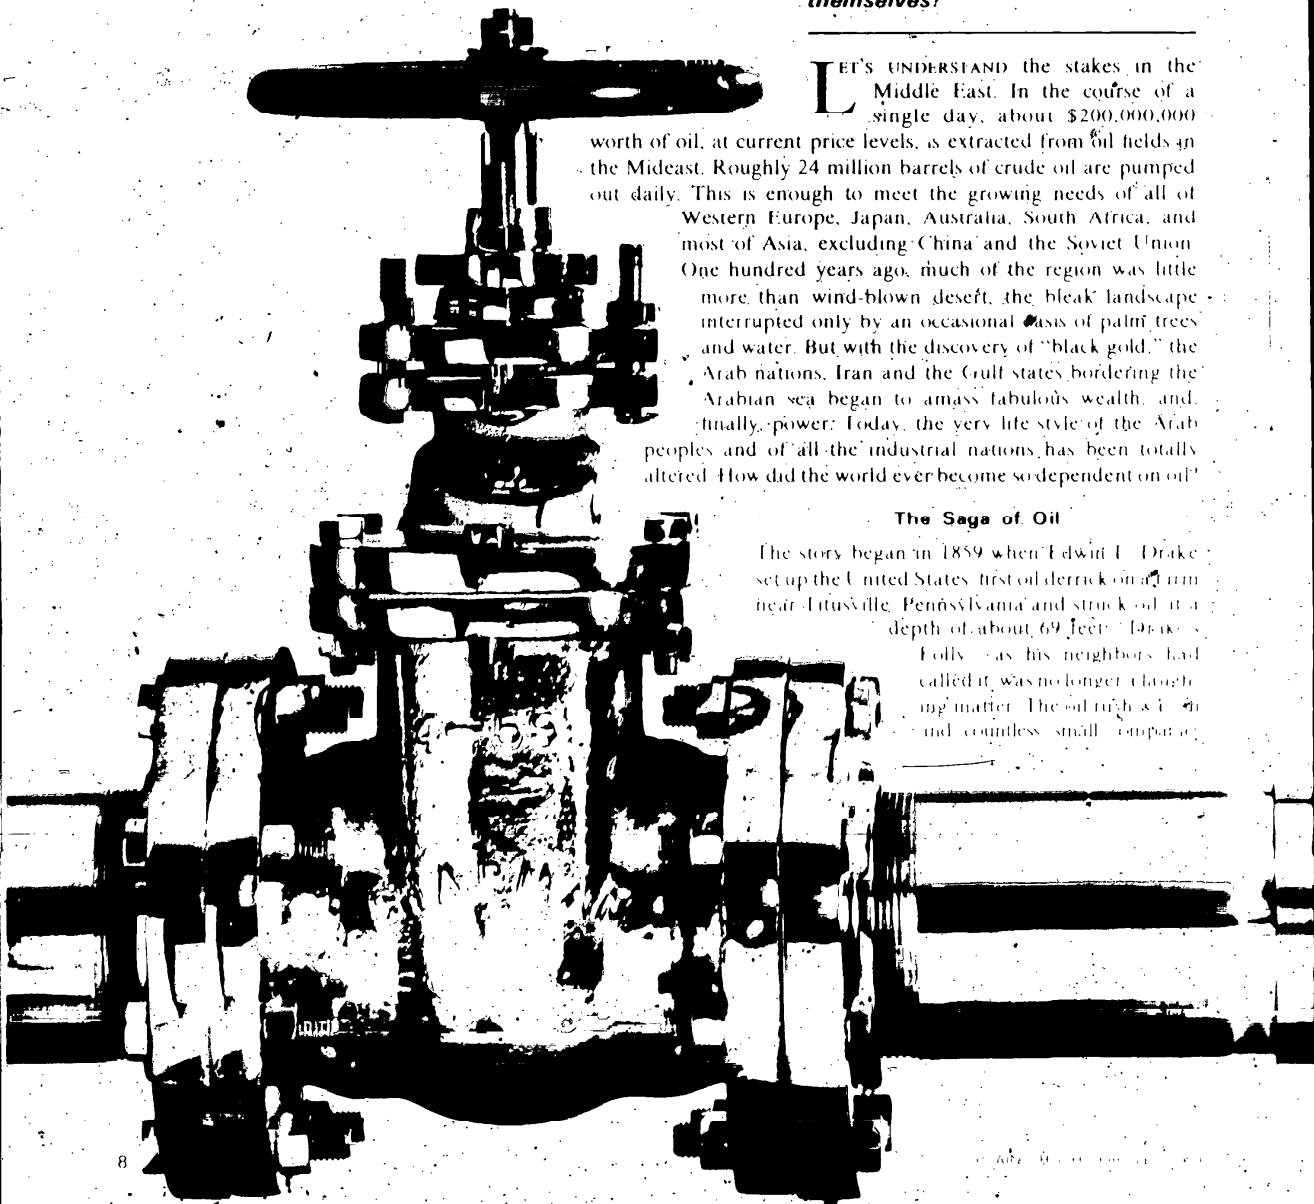 themselves?
LET'S UNDERSTAND the stakes in the
Middle East. In the course of a
single day, about $200,000,000
worth of oil, at current price levels, is extracted from oil fields in
the Mideast. Roughly 24 million barrels of crude oil are pumped
out daily. This is enough to meet the growing needs of all of
Western Europe, Japan, Australia, South Africa, and
most of Asia, excluding China and the Soviet Union
One hundred years ago, much of the region was little
more than wind-blown desert, the bleak landscape
interrupted only by an occasional oasis of palm trees
and water. But with the discovery of "black gold," the
Arab nations, Iran and the Gulf states bordering the
Arabian sea began to amass fabulous wealth, and,
finally, power. Today, the very life style of the Arab
peoples and of all the industrial nations has been totally
altered. How did the world ever become so dependent on oil?
The Saga of Oil
The story began in 1859 when Edwin L. Drake
set up the United States first oil derrick on a farm
near Titusville, Pennsylvania and struck oil at a
depth of about 69 feet. "Drake's
Folly" as his neighbors had
called it, was no longer a laugh-
ing matter. The oil rush was on
and countless small companies
8